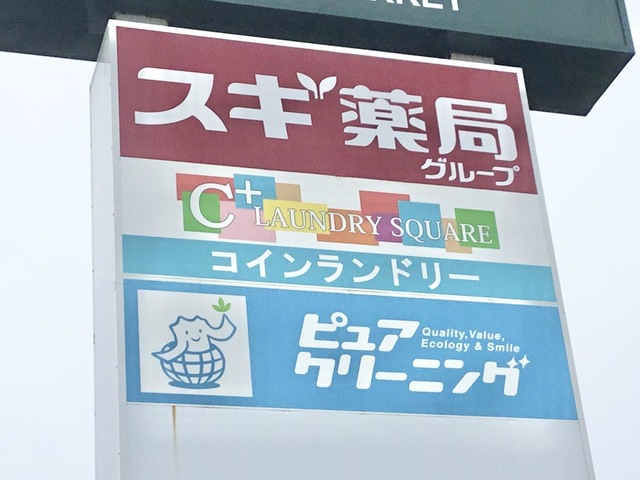 スギ薬局
グループ
C+ LAUNDRY SQUARE
コインランドリー
ピュア
クリーニング
Quality, Value,
Ecology & Smile